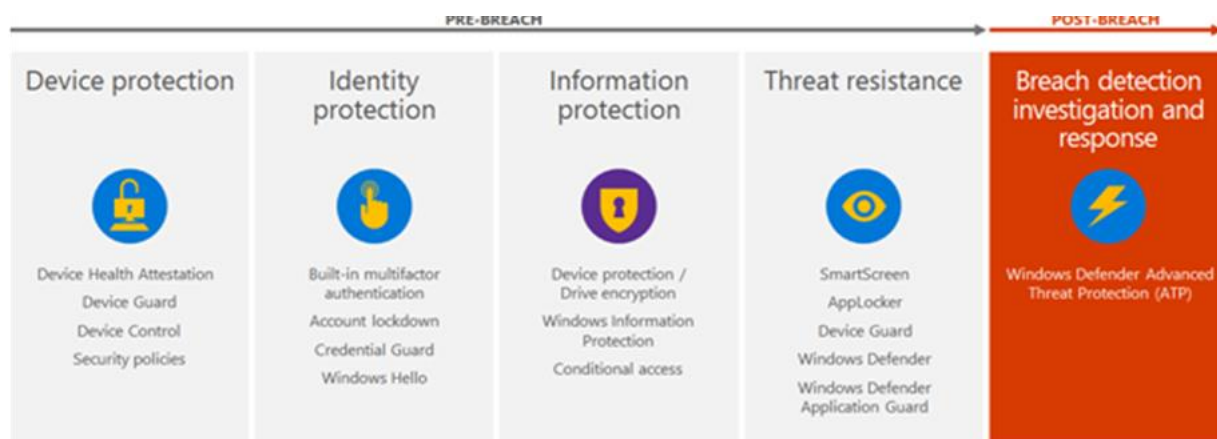 PRE-BREACH
POST-BREACH
Device protection
Device Health Attestation
Device Guard
Device Control
Security policies
Identity
protection
Built-in multifactor
authentication
Account lockdown
Credential Guard
Windows Hello
Information
protection
Device protection /
Drive encryption
Windows Information
Protection
Conditional access
Threat resistance
SmartScreen
AppLocker
Device Guard
Windows Defender
Windows Defender
Application Guard
Breach detection
investigation and
response
Windows Defender Advanced
Threat Protection (ATP)